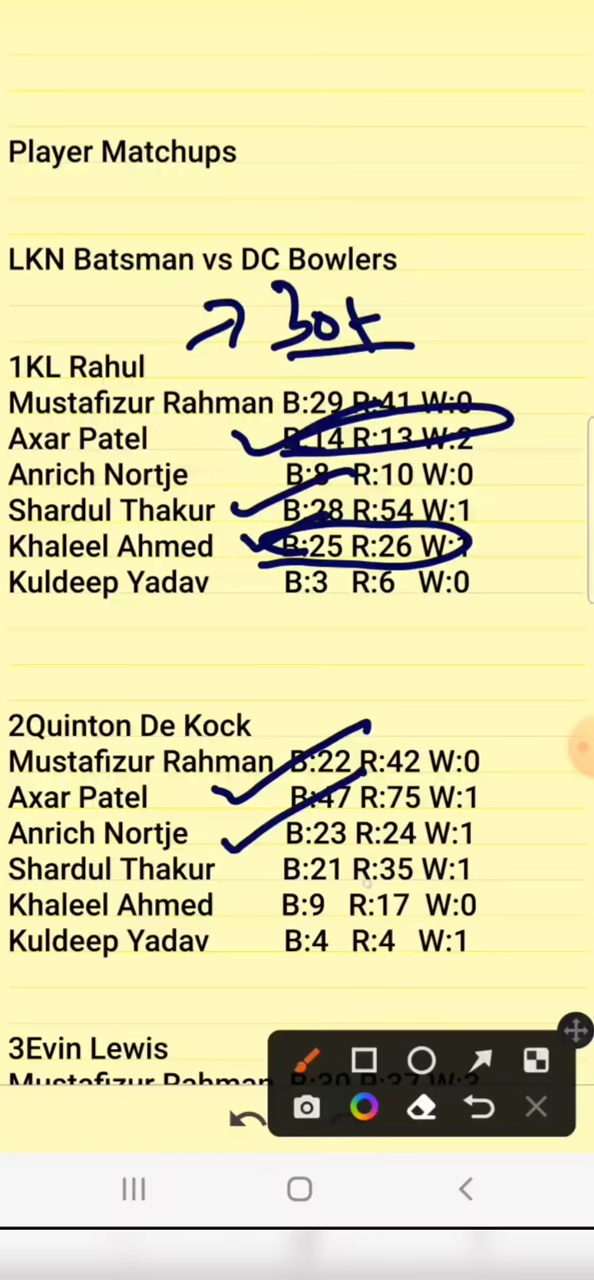 Player Matchups
LKN Batsman vs DC Bowlers
30+
1KL Rahul
Mustafizur Rahman B:29 R:41 W:0
Axar Patel B:14 R:13 W:2
Anrich Nortje B:8 R:10 W:0
Shardul Thakur B:28 R:54 W:1
Khaleel Ahmed B:25 R:26 W:1
Kuldeep Yadav B:3 R:6 W:0
2Quinton De Kock
Mustafizur Rahman B:22 R:42 W:0
Axar Patel B:47 R:75 W:1
Anrich Nortje B:23 R:24 W:1
Shardul Thakur B:21 R:35 W:1
Khaleel Ahmed B:9 R:17 W:0
Kuldeep Yadav B:4 R:4 W:1
3Evin Lewis
Mustafizur Rahman